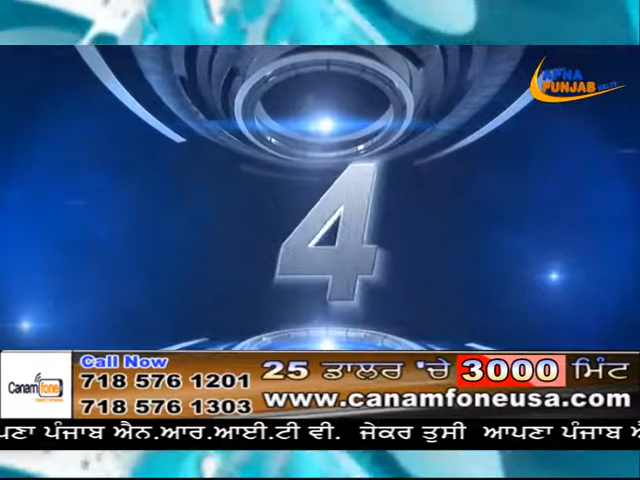 APNA
PUNJAB
4
Canam fone
Call Now
718 576 1201
718 576 1303
25 ਡਾਲਰ 'ਚੇ 3000 ਮਿੰਟ
www.canamfoneusa.com
ਪਣਾ ਪੰਜਾਬ ਐਨ.ਆਰ.ਆਈ.ਟੀ ਵੀ. ਜੇਕਰ ਤੁਸੀ ਆਪਣਾ ਪੰਜਾਬ